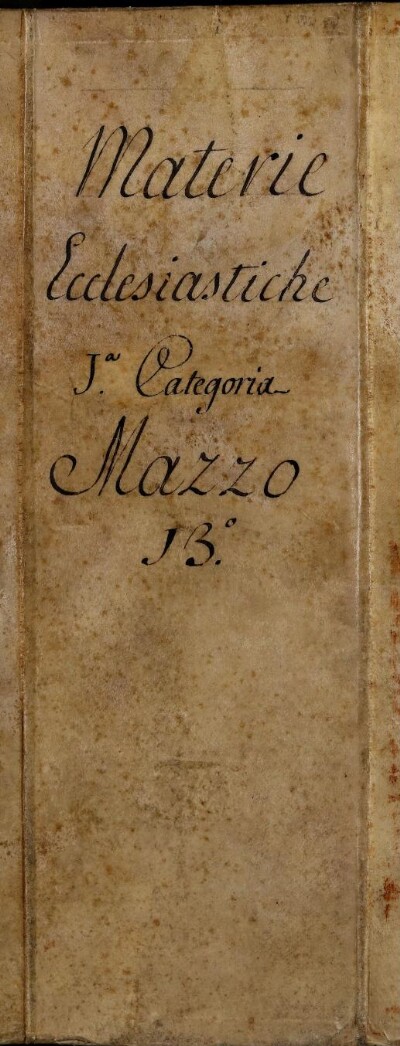 Materie
Ecclesiastiche
J.ª Categoria
Mazzo
13.º